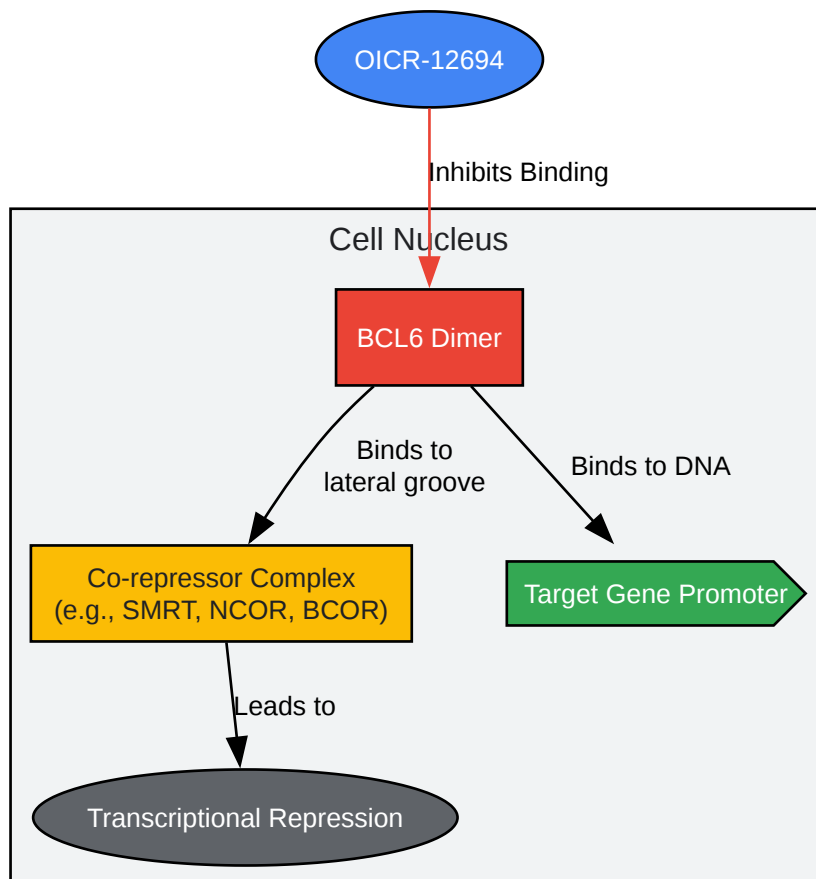 OICR-12694
Inhibits Binding
Cell Nucleus
BCL6 Dimer
Binds to
lateral groove
Binds to DNA
Co-repressor Complex
(e.g., SMRT, NCOR, BCOR)
Target Gene Promoter
Leads to
Transcriptional Repression